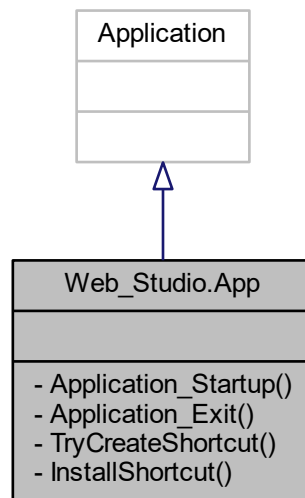 Application
Web_Studio.App
- Application_Startup()
- Application_Exit()
- TryCreateShortcut()
- InstallShortcut()